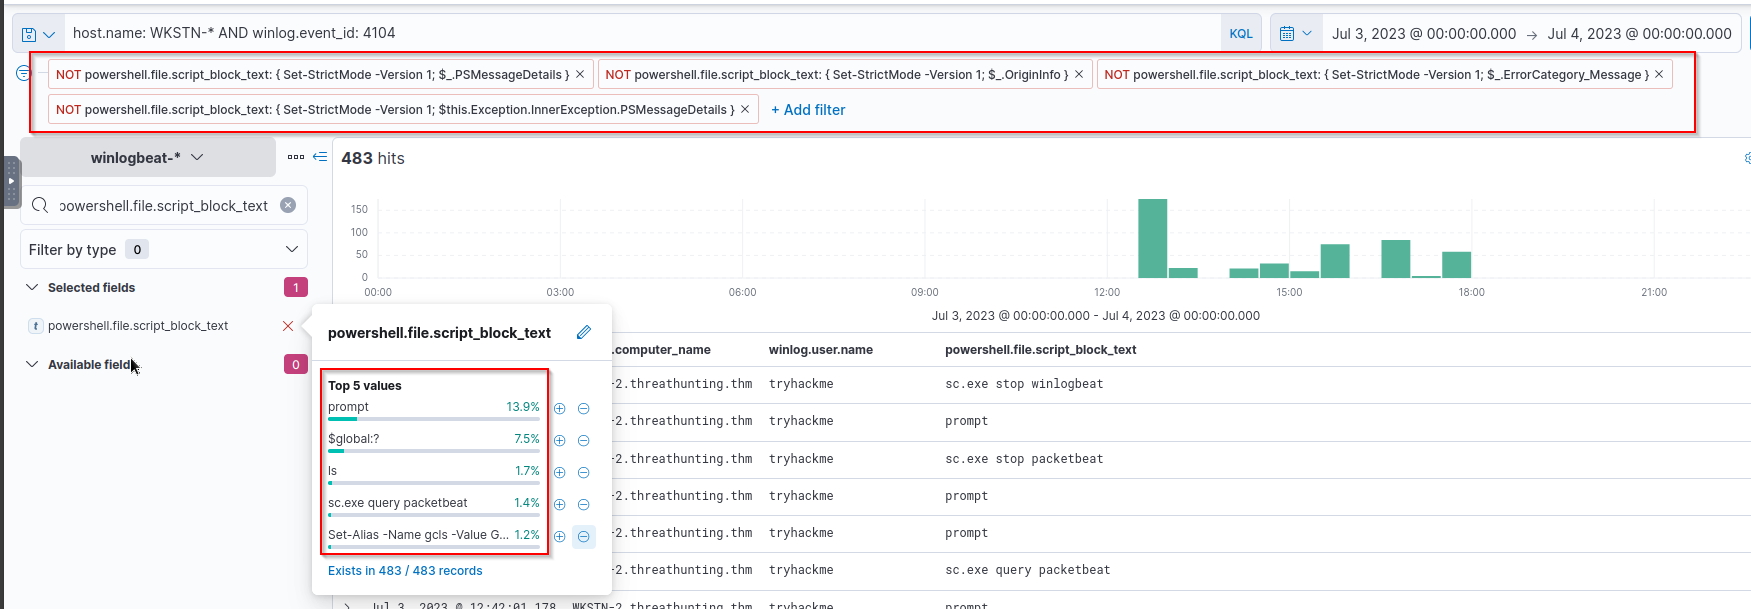 host.name: WKSTN-* AND winlog.event_id: 4104
KQL
Jul 3, 2023 @ 00:00:00.000 → Jul 4, 2023 @ 00:00:00.000
NOT powershell.file.script_block_text: { Set-StrictMode -Version 1; $_.PSMessageDetails } ×
NOT powershell.file.script_block_text: { Set-StrictMode -Version 1; $_.OriginInfo } ×
NOT powershell.file.script_block_text: { Set-StrictMode -Version 1; $_.ErrorCategory_Message } ×
NOT powershell.file.script_block_text: { Set-StrictMode -Version 1; $this.Exception.InnerException.PSMessageDetails } ×
+ Add filter
winlogbeat-*
483 hits
powershell.file.script_block_text
Filter by type 0
Selected fields 1
t powershell.file.script_block_text
Available fields 0
150
100
50
0
00:00 03:00 06:00 09:00 12:00 15:00 18:00 21:00
Jul 3, 2023 @ 00:00:00.000 - Jul 4, 2023 @ 00:00:00.000
powershell.file.script_block_text
Top 5 values
prompt 13.9%
$global:? 7.5%
ls 1.7%
sc.exe query packetbeat 1.4%
Set-Alias -Name gcls -Value G... 1.2%
Exists in 483 / 483 records
.computer_name winlog.user.name powershell.file.script_block_text
-2.threathunting.thm tryhackme sc.exe stop winlogbeat
-2.threathunting.thm tryhackme prompt
-2.threathunting.thm tryhackme sc.exe stop packetbeat
-2.threathunting.thm tryhackme prompt
-2.threathunting.thm tryhackme prompt
-2.threathunting.thm tryhackme sc.exe query packetbeat
Jul 3, 2023 @ 12:42:01.178 WKSTN-2.threathunting.thm tryhackme prompt